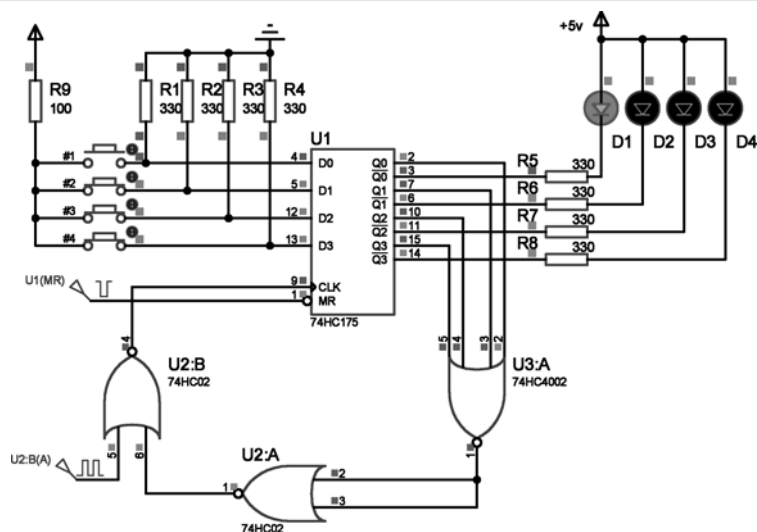 +5v
R9
100
R1
330
R2
330
R3
330
R4
330
D1
D2
D3
D4
#1
#2
#3
#4
U1
4
5
12
13
9
1
D0
D1
D2
D3
CLK
MR
Q0
Q0
Q1
Q1
Q2
Q2
Q3
Q3
2
3
7
6
10
11
15
14
74HC175
R5
330
R6
330
R7
330
R8
330
U1(MR)
U2:B
74HC02
4
5
6
U2:B(A)
U3:A
74HC4002
5
4
3
2
1
U2:A
74HC02
1
2
3